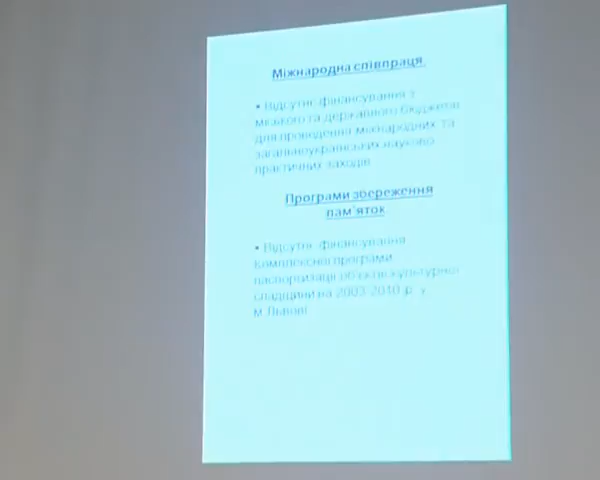 Міжнародна співпраця
• Відсутнє фінансування з
міського та державного бюджетів
для проведення міжнародних та
загальноукраїнських науково
практичних заходів
Програми збереження
пам'яток
• Відсутнє фінансування
Комплексної програми
паспортизації об'єктів культурної
спадщини на 2003-2010 р. у
м.Львові